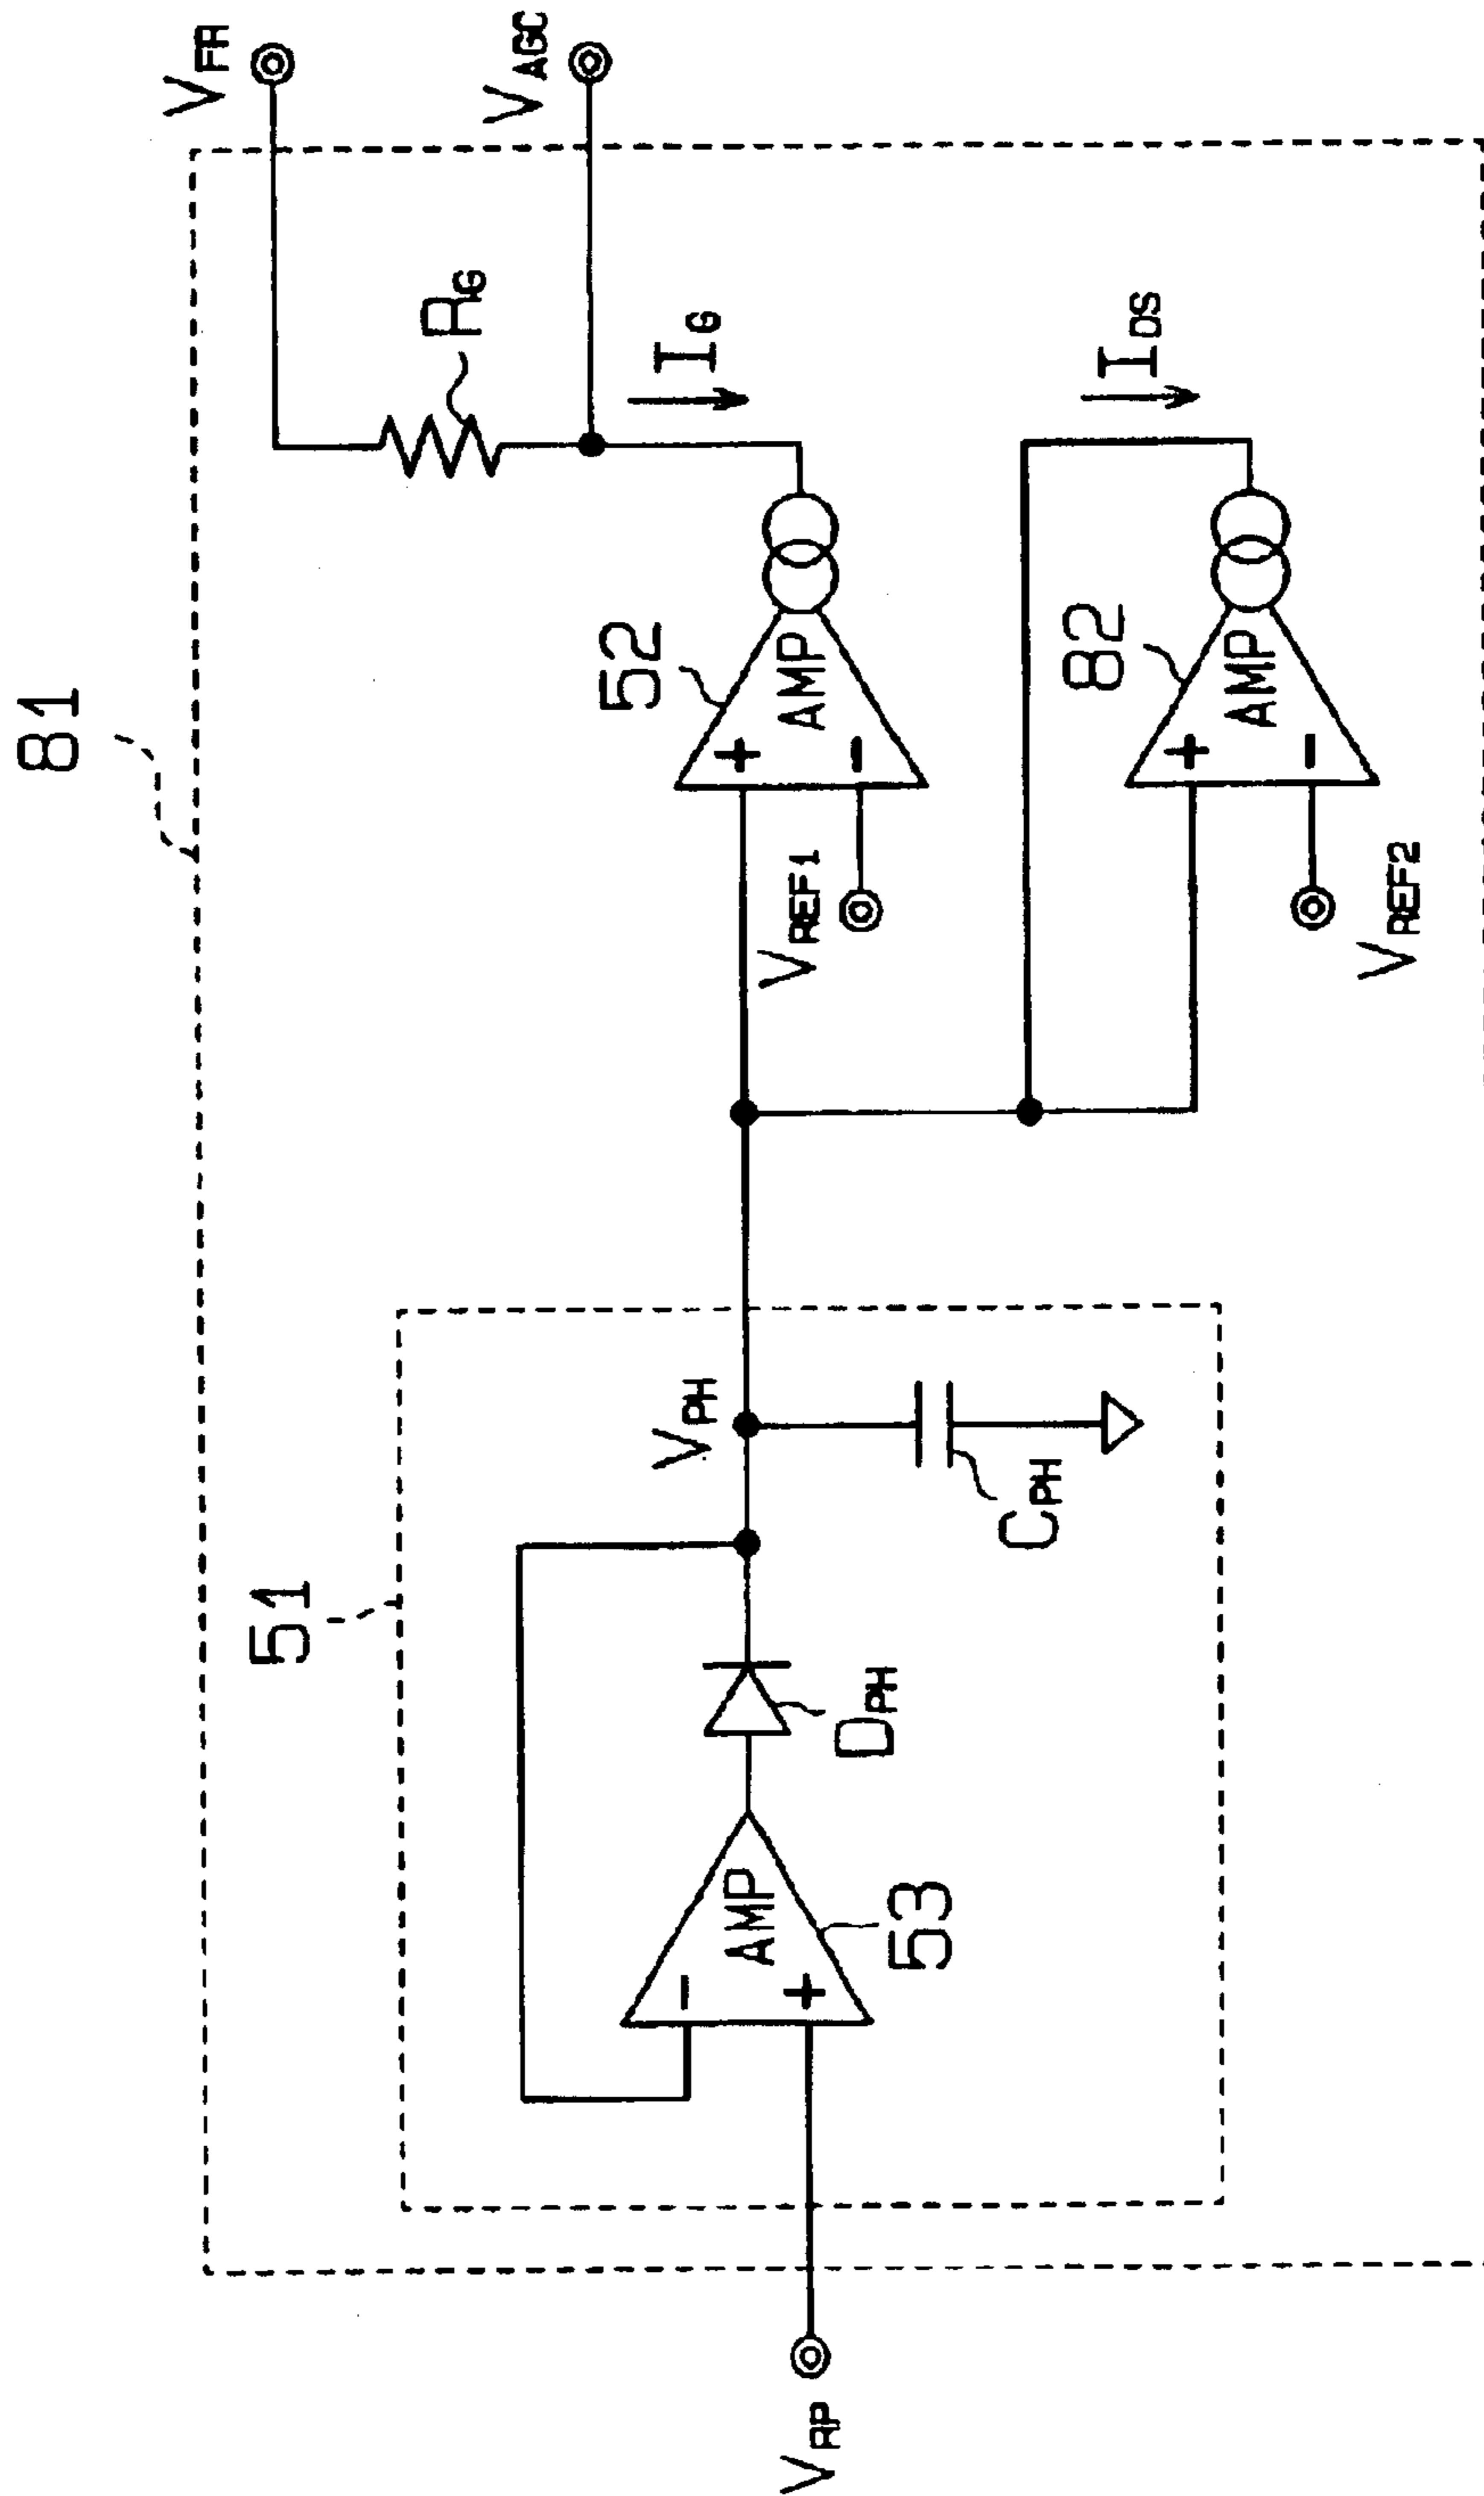 81
V_FR
51
R_G
V_AGC
52
V_PH
I_G
AMP
+
−
AMP
−
+
V_REF1
V_RP
D_PH
53
C_PH
82
I_DS
AMP
+
−
V_REF2